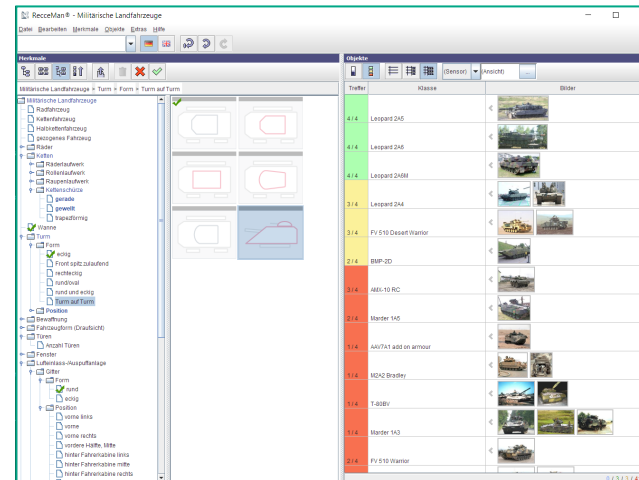 RecceMan® - Militärische Landfahrzeuge
Datei Bearbeiten Merkmale Objekte Extras Hilfe
Merkmale
Militärische Landfahrzeuge » Turm » Form » Turm auf Turm
Militärische Landfahrzeuge
Radfahrzeug
Kettenfahrzeug
Halbkettenfahrzeug
gezogenes Fahrzeug
Räder
Ketten
Räderlaufwerk
Rollenlaufwerk
Raupenlaufwerk
Kettenschürze
gerade
gewellt
trapezförmig
Wanne
Turm
Form
eckig
Front spitz zulaufend
rechteckig
rund/oval
rund und eckig
Turm auf Turm
Position
Bewaffnung
Fahrzeugform (Draufsicht)
Türen
Anzahl Türen
Fenster
Lufteinlass-/Auspuffanlage
Gitter
Form
rund
eckig
Position
vorne links
vorne
vorne rechts
vordere Hälfte, Mitte
hinter Fahrerkabine links
hinter Fahrerkabine mitte
hinter Fahrerkabine rechts
Objekte
(Sensor) (Ansicht) ...
Treffer Klasse Bilder
4 / 4 Leopard 2A5
4 / 4 Leopard 2A6
4 / 4 Leopard 2A6M
3 / 4 Leopard 2A4
3 / 4 FV 510 Desert Warrior
2 / 4 BMP-2D
3 / 4 AMX-10 RC
2 / 4 Marder 1A5
1 / 4 AAV7A1 add on armour
1 / 4 M2A2 Bradley
1 / 4 T-80BV
1 / 4 Marder 1A3
2 / 4 FV 510 Warrior